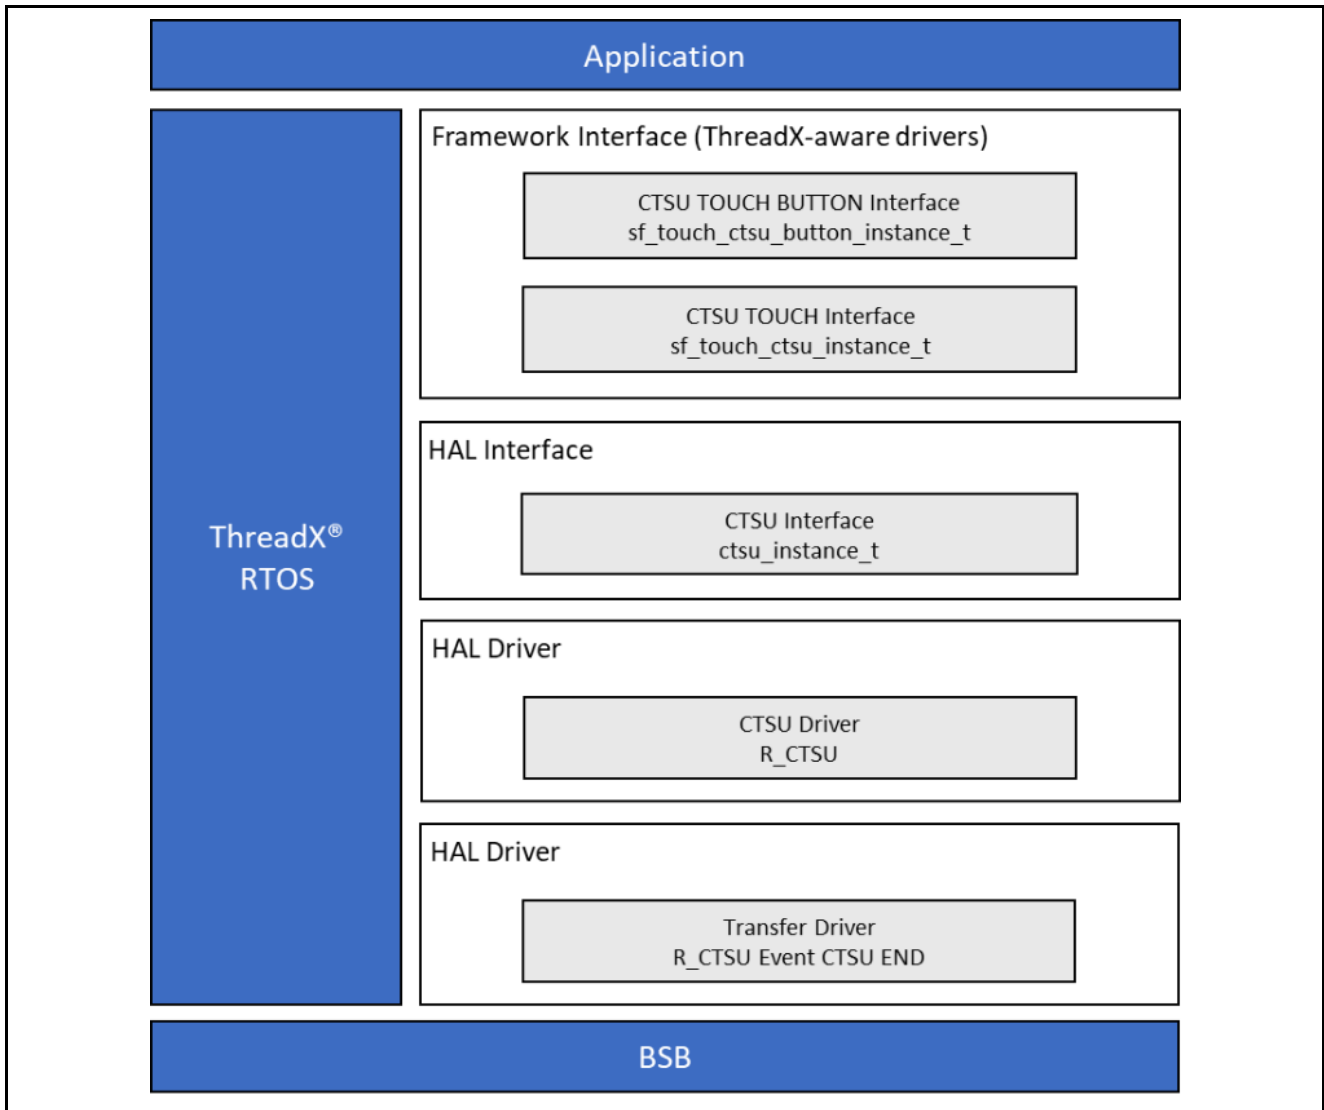 Application
ThreadX®
RTOS
Framework Interface (ThreadX-aware drivers)
CTSU TOUCH BUTTON Interface
sf_touch_ctsu_button_instance_t
CTSU TOUCH Interface
sf_touch_ctsu_instance_t
HAL Interface
CTSU Interface
ctsu_instance_t
HAL Driver
CTSU Driver
R_CTSU
HAL Driver
Transfer Driver
R_CTSU Event CTSU END
BSB